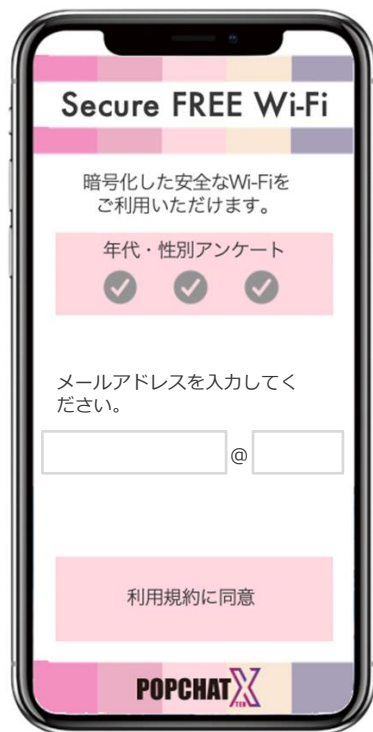 Secure FREE Wi-Fi
暗号化した安全なWi-Fiを
ご利用いただけます。
年代・性別アンケート
メールアドレスを入力してく
ださい。
@
利用規約に同意
POPCHAT X
TEN